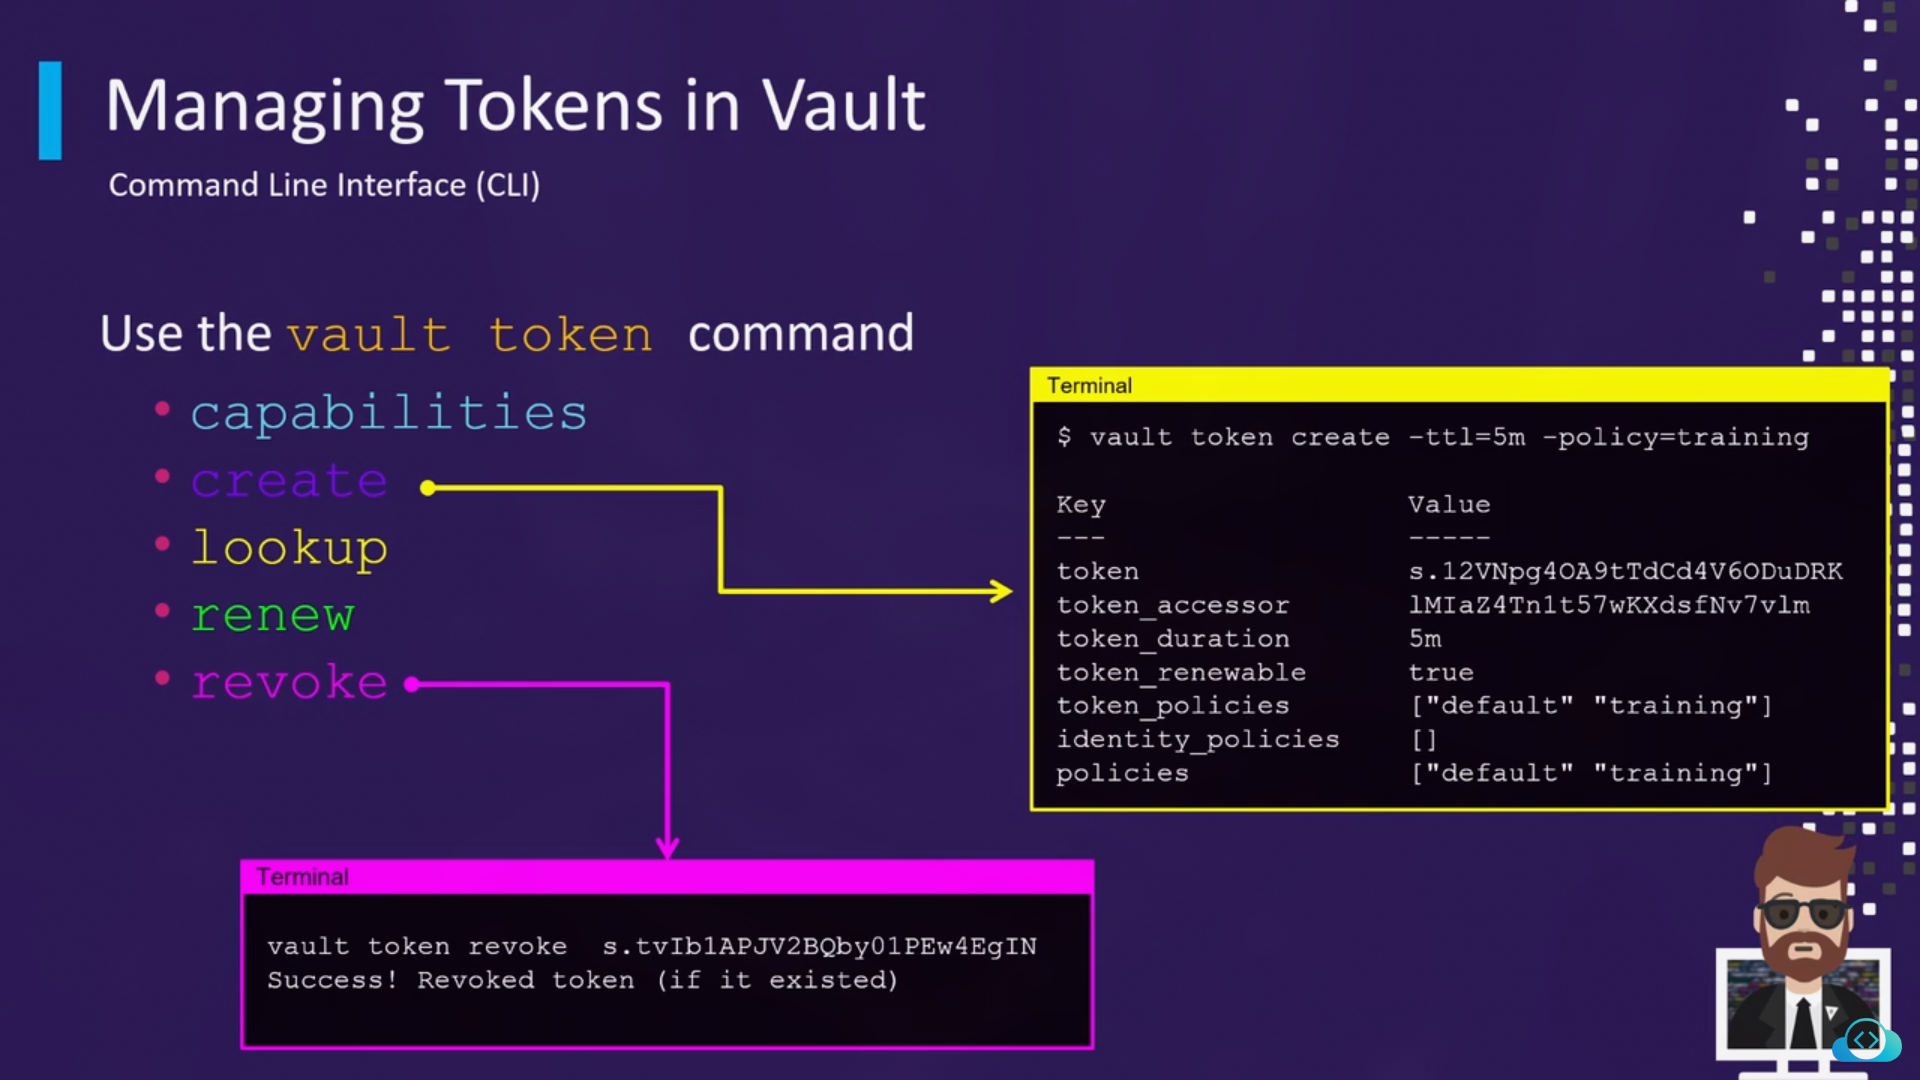 Managing Tokens in Vault
Command Line Interface (CLI)
Use the vault token command
• capabilities
• create
• lookup
• renew
• revoke
Terminal
$ vault token create -ttl=5m -policy=training
Key Value
--- -----
token s.12VNpg4OA9tTdCd4V6ODuDRK
token_accessor lMIaZ4Tn1t57wKXdsfNv7vlm
token_duration 5m
token_renewable true
token_policies ["default" "training"]
identity_policies []
policies ["default" "training"]
Terminal
vault token revoke s.tvIb1APJV2BQby01PEw4EgIN
Success! Revoked token (if it existed)